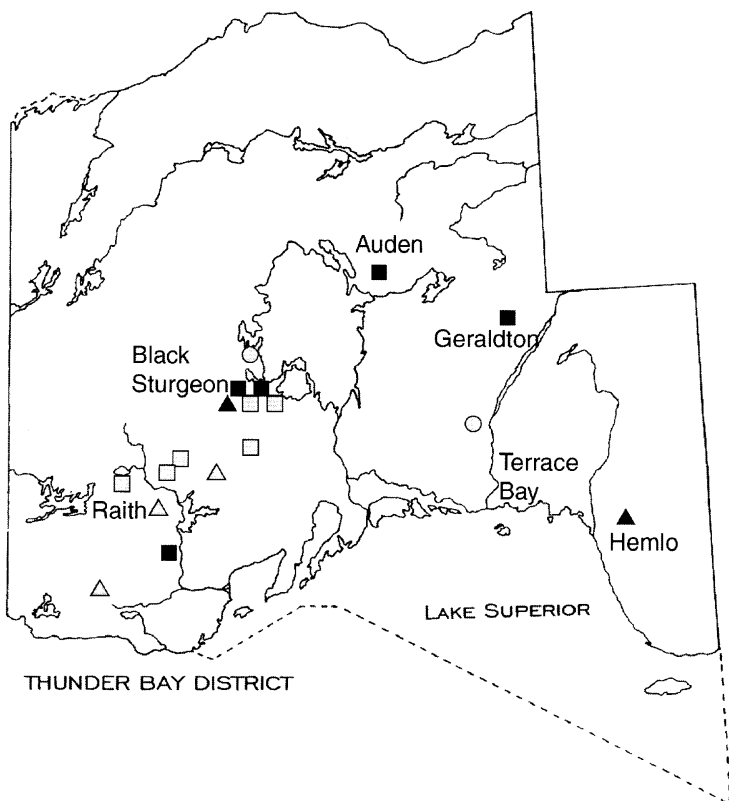 Auden
Geraldton
Black
Sturgeon
Terrace
Bay
Raith
Hemlo
LAKE SUPERIOR
THUNDER BAY DISTRICT